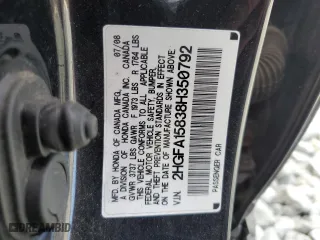 MFD. BY HONDA OF CANADA MFG. 07/08
A DIVISION OF HONDA CANADA INC. CANADA
GVWR 3737 LBS GAWR F 1973 LBS R 1764 LBS
THIS VEHICLE CONFORMS TO ALL APPLICABLE
FEDERAL MOTOR VEHICLE SAFETY, BUMPER,
AND THEFT PREVENTION STANDARDS IN EFFECT
ON THE DATE OF MANUFACTURE SHOWN ABOVE.
V.I.N. 2HGFA15838H350792
PASSENGER CAR
AUTOBIDMASTER